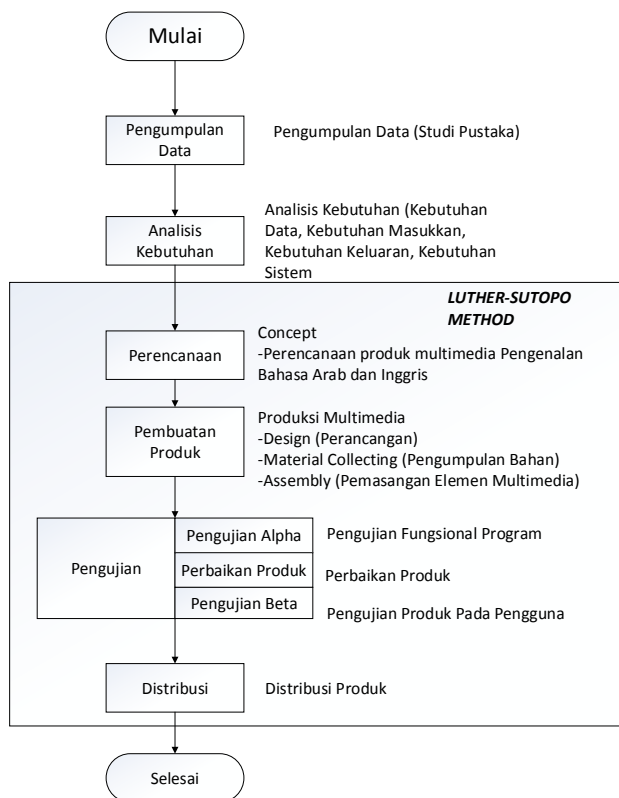 Mulai
Pengumpulan
Data
Pengumpulan Data (Studi Pustaka)
Analisis
Kebutuhan
Analisis Kebutuhan (Kebutuhan
Data, Kebutuhan Masukkan,
Kebutuhan Keluaran, Kebutuhan
Sistem
LUTHER-SUTOPO
METHOD
Perencanaan
Concept
-Perencanaan produk multimedia Pengenalan
Bahasa Arab dan Inggris
Pembuatan
Produk
Produksi Multimedia
-Design (Perancangan)
-Material Collecting (Pengumpulan Bahan)
-Assembly (Pemasangan Elemen Multimedia)
Pengujian
Pengujian Alpha
Pengujian Fungsional Program
Perbaikan Produk
Perbaikan Produk
Pengujian Beta
Pengujian Produk Pada Pengguna
Distribusi
Distribusi Produk
Selesai